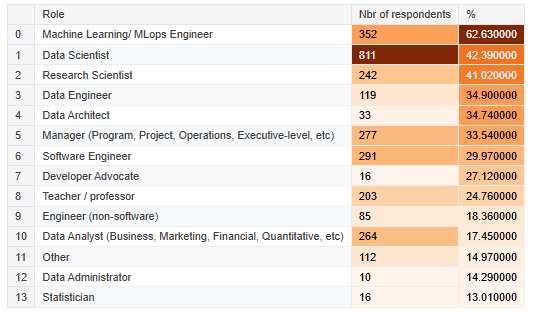 Role Nbr of respondents %
0 Machine Learning/ MLops Engineer 352 62.630000
1 Data Scientist 811 42.390000
2 Research Scientist 242 41.020000
3 Data Engineer 119 34.900000
4 Data Architect 33 34.740000
5 Manager (Program, Project, Operations, Executive-level, etc) 277 33.540000
6 Software Engineer 291 29.970000
7 Developer Advocate 16 27.120000
8 Teacher / professor 203 24.760000
9 Engineer (non-software) 85 18.360000
10 Data Analyst (Business, Marketing, Financial, Quantitative, etc) 264 17.450000
11 Other 112 14.970000
12 Data Administrator 10 14.290000
13 Statistician 16 13.010000